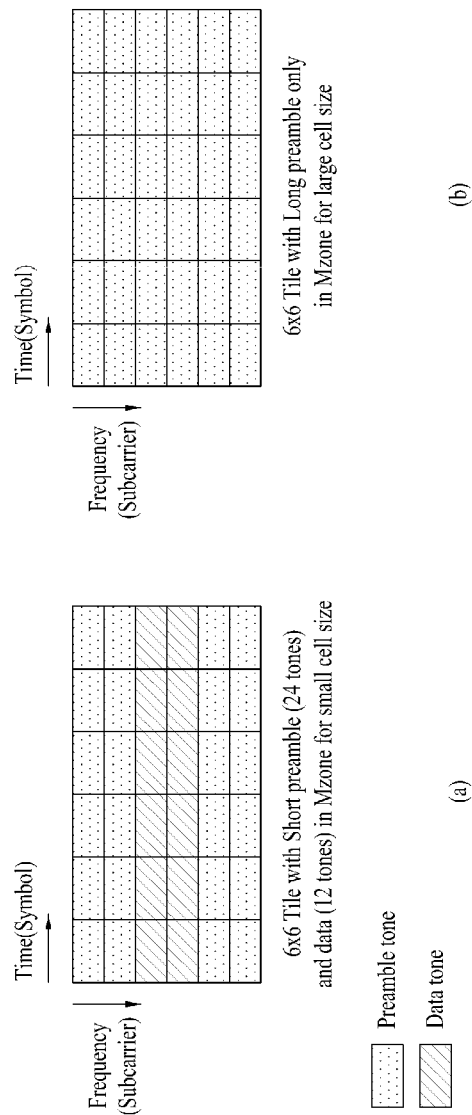 Time(Symbol)
Frequency
(Subcarrier)
6x6 Tile with Short preamble (24 tones)
and data (12 tones) in Mzone for small cell size
(a)
Time(Symbol)
Frequency
(Subcarrier)
6x6 Tile with Long preamble only
in Mzone for large cell size
(b)
Preamble tone
Data tone